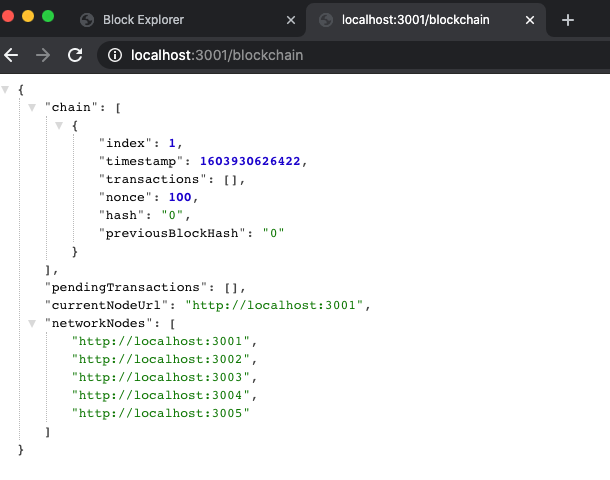 Block Explorer
localhost:3001/blockchain
localhost:3001/blockchain
{
"chain": [
{
"index": 1,
"timestamp": 1603930626422,
"transactions": [],
"nonce": 100,
"hash": "0",
"previousBlockHash": "0"
}
],
"pendingTransactions": [],
"currentNodeUrl": "http://localhost:3001",
"networkNodes": [
"http://localhost:3001",
"http://localhost:3002",
"http://localhost:3003",
"http://localhost:3004",
"http://localhost:3005"
]
}